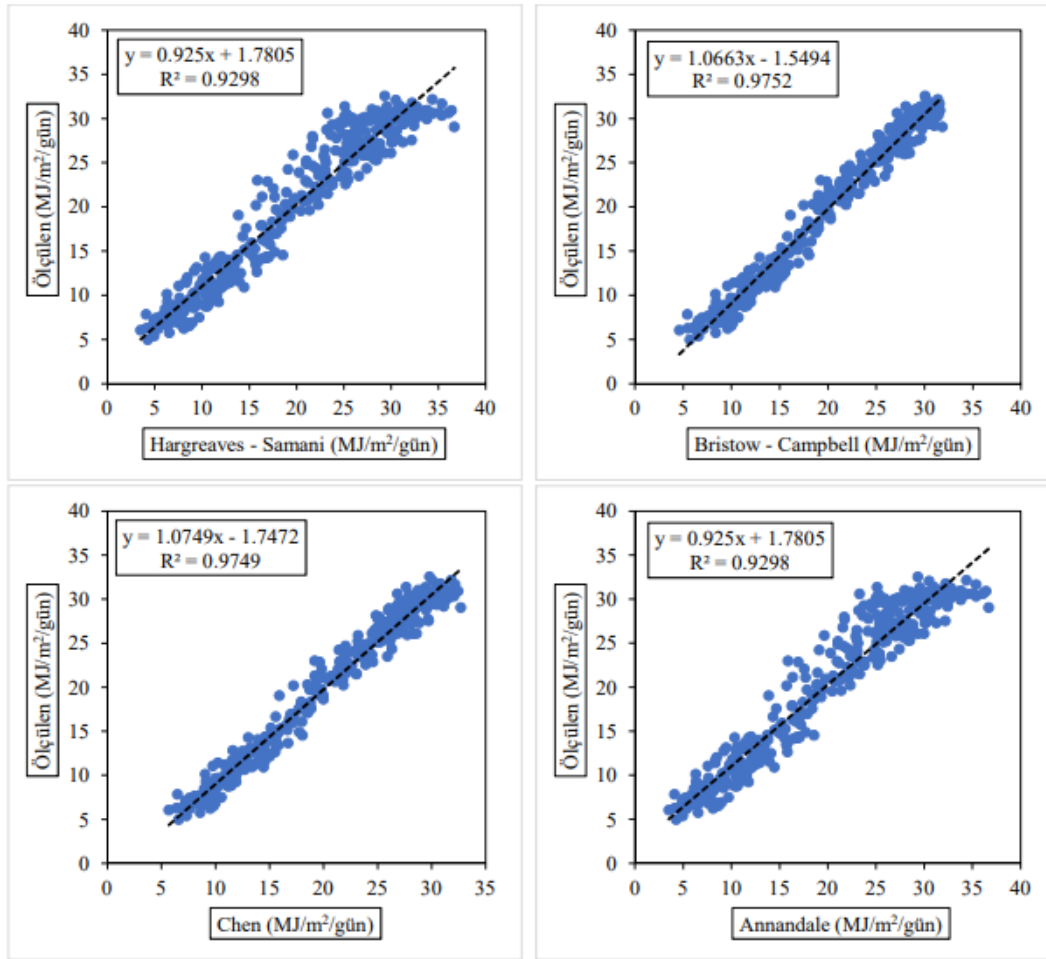 y = 0.925x + 1.7805
R² = 0.9298
Ölçülen (MJ/m²/gün)
40
35
30
25
20
15
10
5
0
0 5 10 15 20 25 30 35 40
Hargreaves - Samani (MJ/m²/gün)
y = 1.0663x - 1.5494
R² = 0.9752
Ölçülen (MJ/m²/gün)
40
35
30
25
20
15
10
5
0
0 5 10 15 20 25 30 35 40
Bristow - Campbell (MJ/m²/gün)
y = 1.0749x - 1.7472
R² = 0.9749
Ölçülen (MJ/m²/gün)
40
35
30
25
20
15
10
5
0
0 5 10 15 20 25 30 35
Chen (MJ/m²/gün)
y = 0.925x + 1.7805
R² = 0.9298
Ölçülen (MJ/m²/gün)
40
35
30
25
20
15
10
5
0
0 5 10 15 20 25 30 35 40
Annandale (MJ/m²/gün)